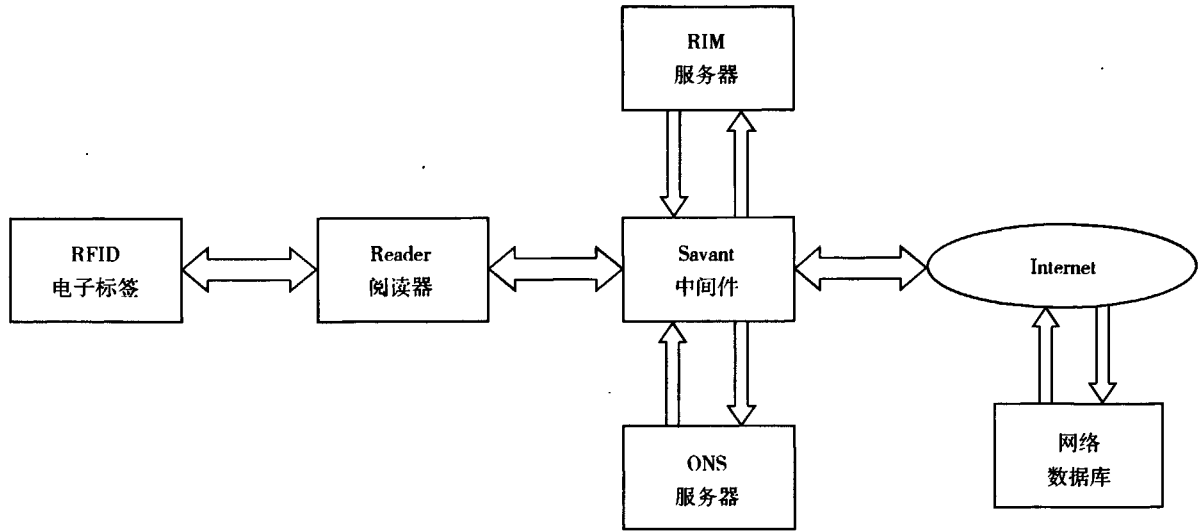 RIM
服务器
RFID
电子标签
Reader
阅读器
Savant
中间件
Internet
ONS
服务器
网络
数据库